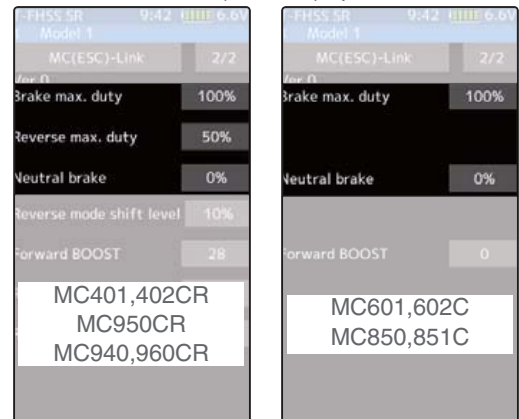 T-FHSS SR 9:42 6.6V
Model 1
MC(ESC)-Link 2/2
Ver.0
Brake max. duty 100%
Reverse max. duty 50%
Neutral brake 0%
Reverse mode shift level 10%
Forward BOOST 28
MC401,402CR
MC950CR
MC940,960CR
T-FHSS SR 9:42 6.6V
Model 1
MC(ESC)-Link 2/2
Ver.0
Brake max. duty 100%
Neutral brake 0%
Forward BOOST 0
MC601,602C
MC850,851C